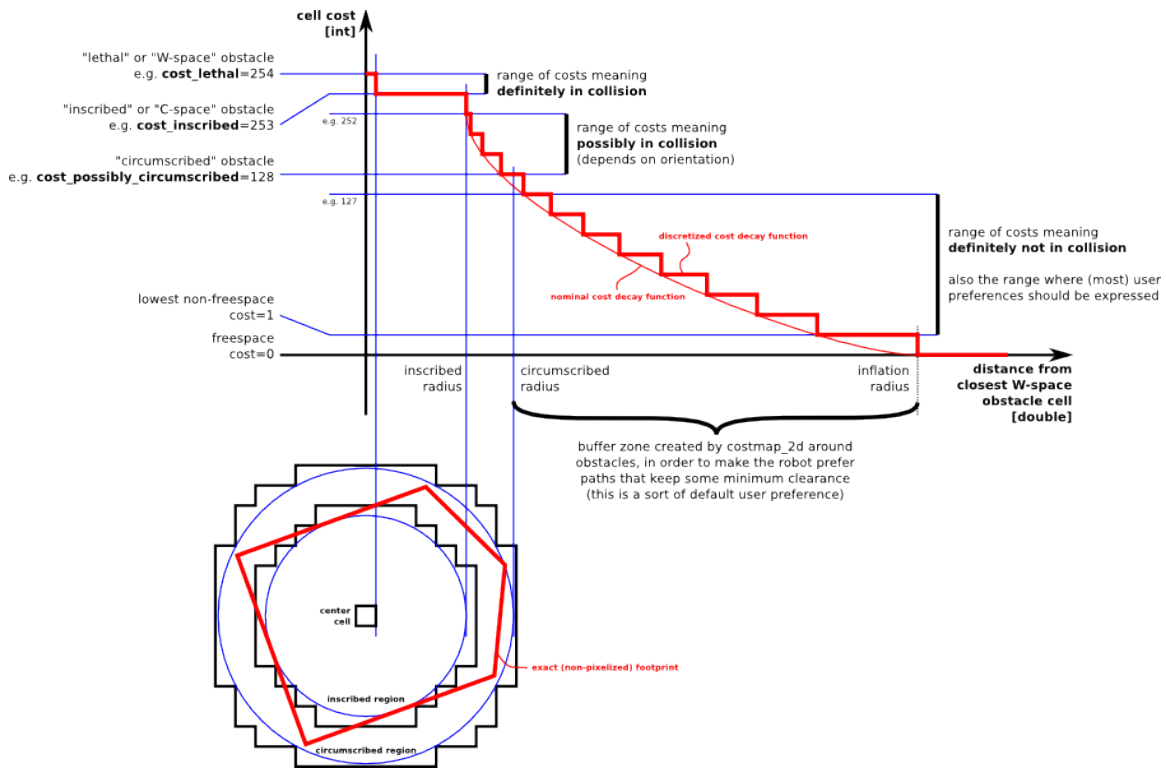 cell cost
[int]
"lethal" or "W-space" obstacle
e.g. cost_lethal=254
range of costs meaning
definitely in collision
"inscribed" or "C-space" obstacle
e.g. cost_inscribed=253
e.g. 252
range of costs meaning
possibly in collision
(depends on orientation)
"circumscribed" obstacle
e.g. cost_possibly_circumscribed=128
e.g. 127
discretized cost decay function
nominal cost decay function
range of costs meaning
definitely not in collision
also the range where (most) user
preferences should be expressed
lowest non-freespace
cost=1
freespace
cost=0
inscribed
radius
circumscribed
radius
inflation
radius
distance from
closest W-space
obstacle cell
[double]
buffer zone created by costmap_2d around
obstacles, in order to make the robot prefer
paths that keep some minimum clearance
(this is a sort of default user preference)
center
cell
exact (non-pixelized) footprint
inscribed region
circumscribed region